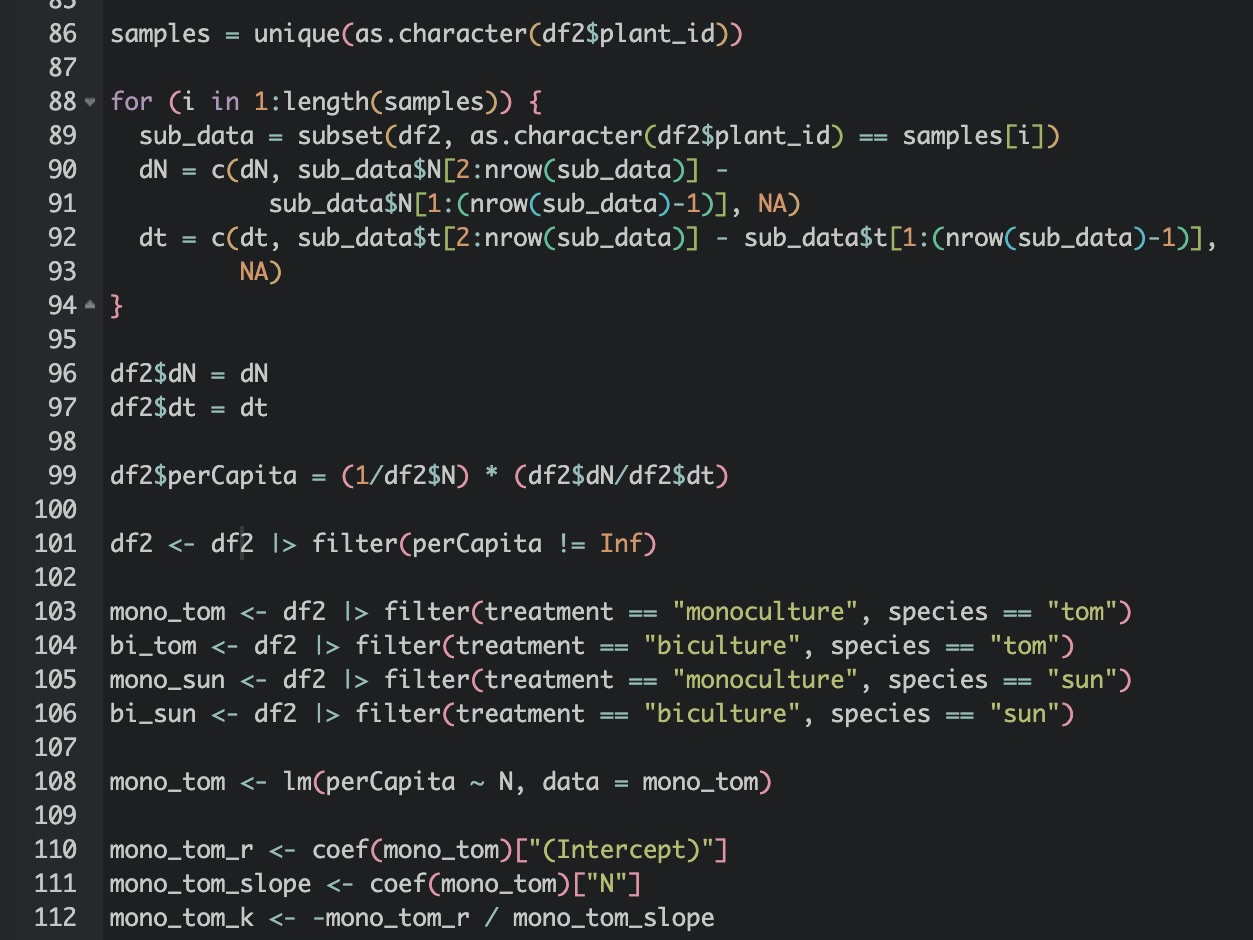 85
86 samples = unique(as.character(df2$plant_id))
87
88 for (i in 1:length(samples)) {
89   sub_data = subset(df2, as.character(df2$plant_id) == samples[i])
90   dN = c(dN, sub_data$N[2:nrow(sub_data)] -
91            sub_data$N[1:(nrow(sub_data)-1)], NA)
92   dt = c(dt, sub_data$t[2:nrow(sub_data)] - sub_data$t[1:(nrow(sub_data)-1)],
93          NA)
94 }
95
96 df2$dN = dN
97 df2$dt = dt
98
99 df2$perCapita = (1/df2$N) * (df2$dN/df2$dt)
100
101 df2 <- df2 |> filter(perCapita != Inf)
102
103 mono_tom <- df2 |> filter(treatment == "monoculture", species == "tom")
104 bi_tom <- df2 |> filter(treatment == "biculture", species == "tom")
105 mono_sun <- df2 |> filter(treatment == "monoculture", species == "sun")
106 bi_sun <- df2 |> filter(treatment == "biculture", species == "sun")
107
108 mono_tom <- lm(perCapita ~ N, data = mono_tom)
109
110 mono_tom_r <- coef(mono_tom)["(Intercept)"]
111 mono_tom_slope <- coef(mono_tom)["N"]
112 mono_tom_k <- -mono_tom_r / mono_tom_slope